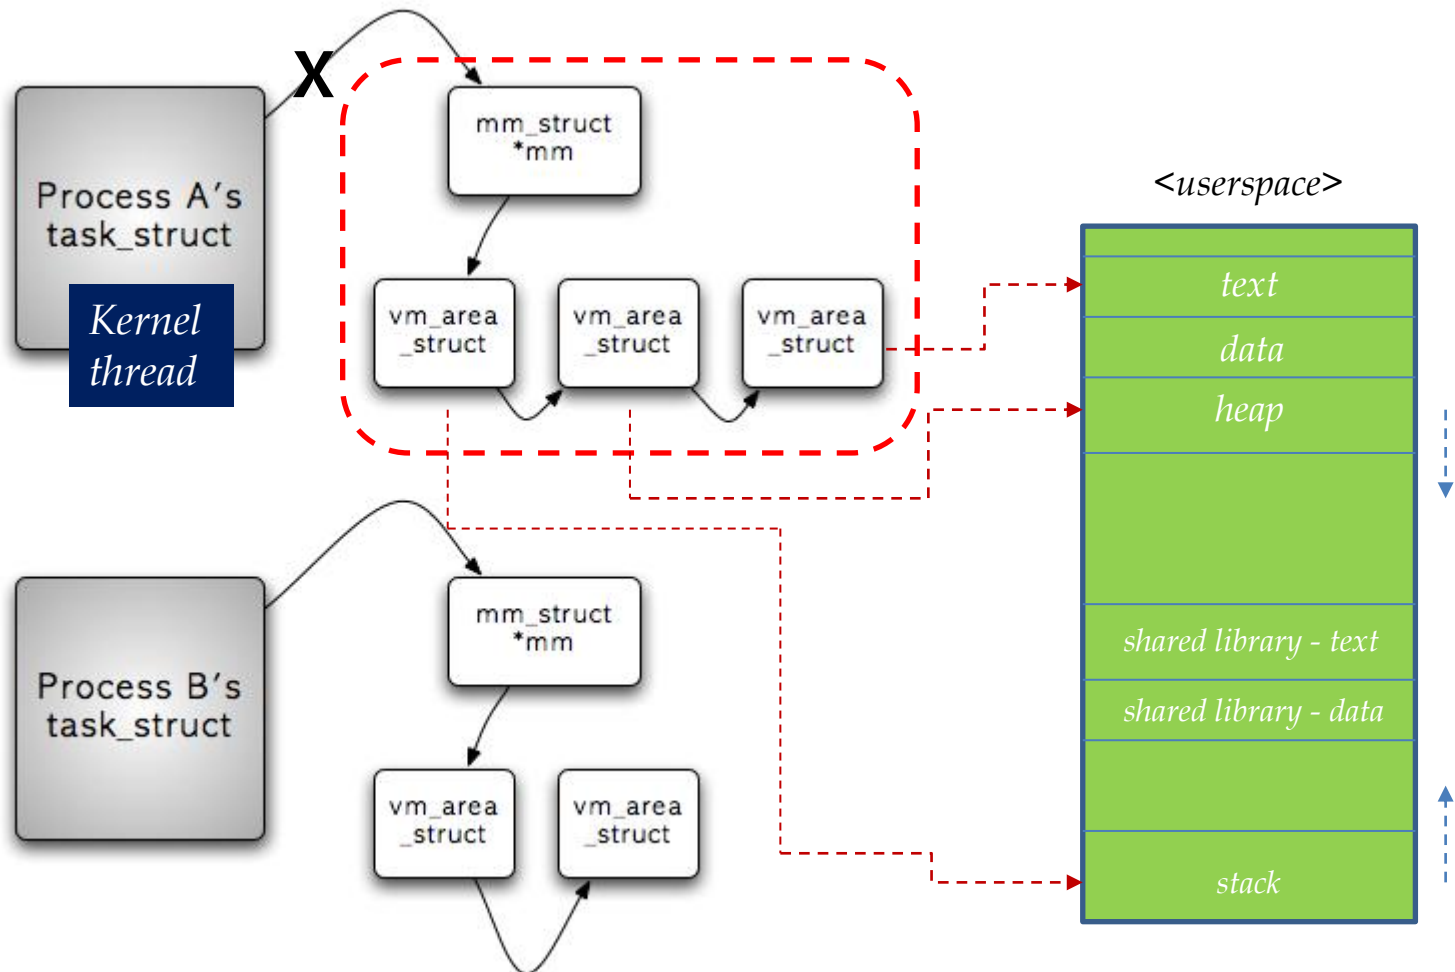 X
mm_struct
*mm
Process A's
task_struct
Kernel
thread
vm_area
_struct
vm_area
_struct
vm_area
_struct
<userspace>
text
data
heap
shared library - text
shared library - data
stack
mm_struct
*mm
Process B's
task_struct
vm_area
_struct
vm_area
_struct